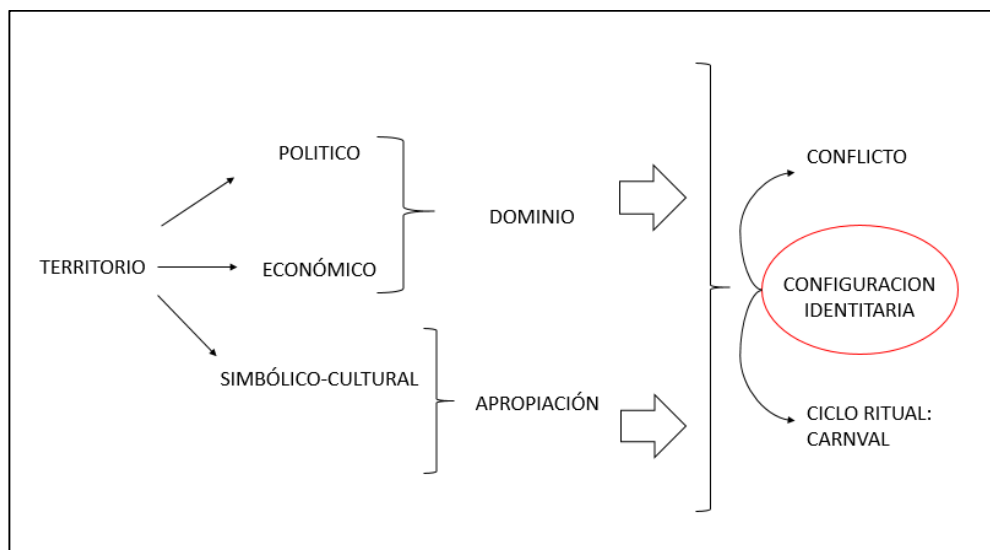 POLITICO
CONFLICTO
DOMINIO
TERRITORIO
ECONÓMICO
CONFIGURACION
IDENTITARIA
SIMBÓLICO-CULTURAL
APROPIACIÓN
CICLO RITUAL:
CARNVAL